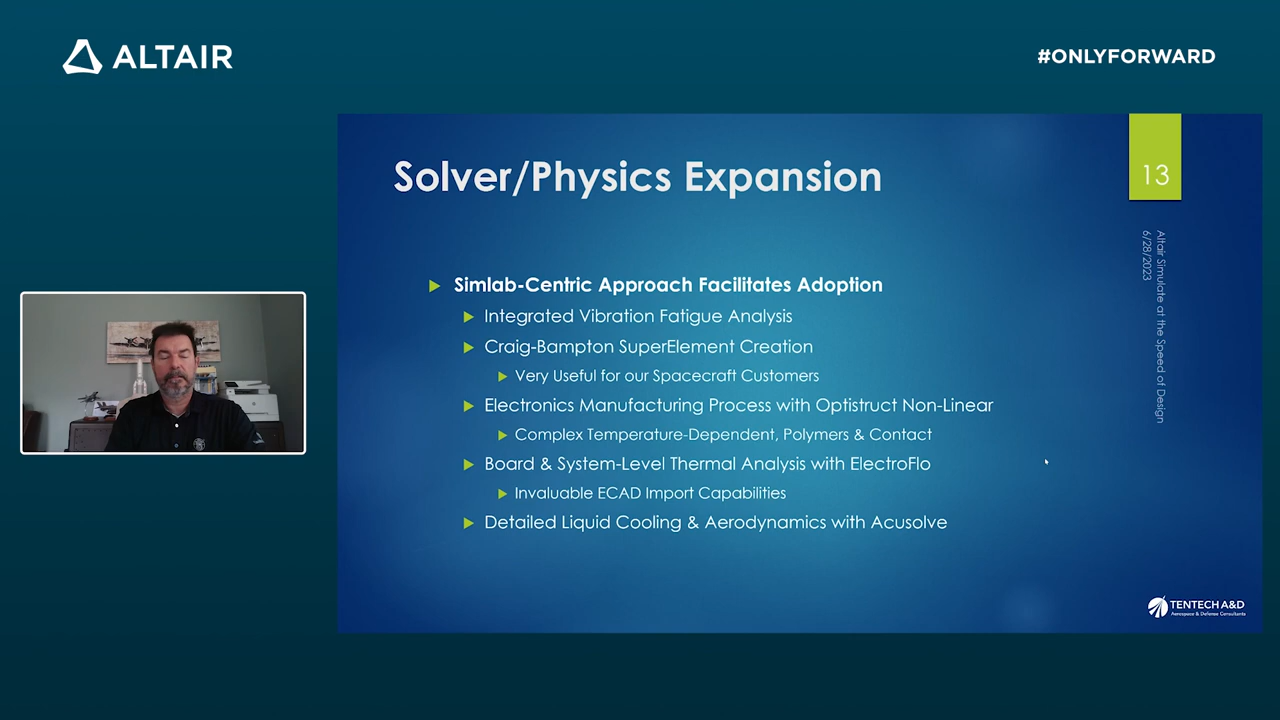 ALTAIR
#ONLYFORWARD
Solver/Physics Expansion
13
Altair Simulate at the Speed of Design
6/28/2023
Simlab-Centric Approach Facilitates Adoption
Integrated Vibration Fatigue Analysis
Craig-Bampton SuperElement Creation
Very Useful for our Spacecraft Customers
Electronics Manufacturing Process with Optistruct Non-Linear
Complex Temperature-Dependent, Polymers & Contact
Board & System-Level Thermal Analysis with ElectroFlo
Invaluable ECAD Import Capabilities
Detailed Liquid Cooling & Aerodynamics with Acusolve
TENTECH A&D
Aerospace & Defense Consultants